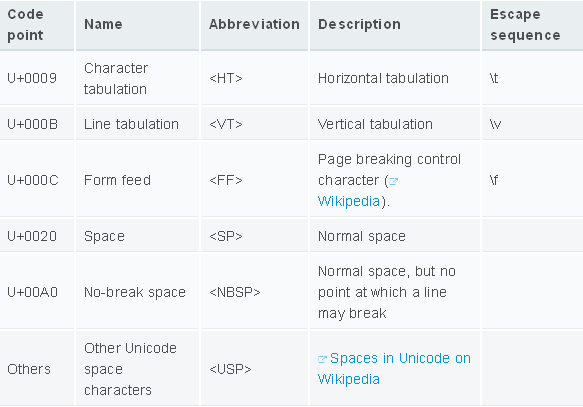 Code point Name Abbreviation Description Escape sequence
U+0009 Character tabulation <HT> Horizontal tabulation \t
U+000B Line tabulation <VT> Vertical tabulation \v
U+000C Form feed <FF> Page breaking control character (Wikipedia). \f
U+0020 Space <SP> Normal space
U+00A0 No-break space <NBSP> Normal space, but no point at which a line may break
Others Other Unicode space characters <USP> Spaces in Unicode on Wikipedia